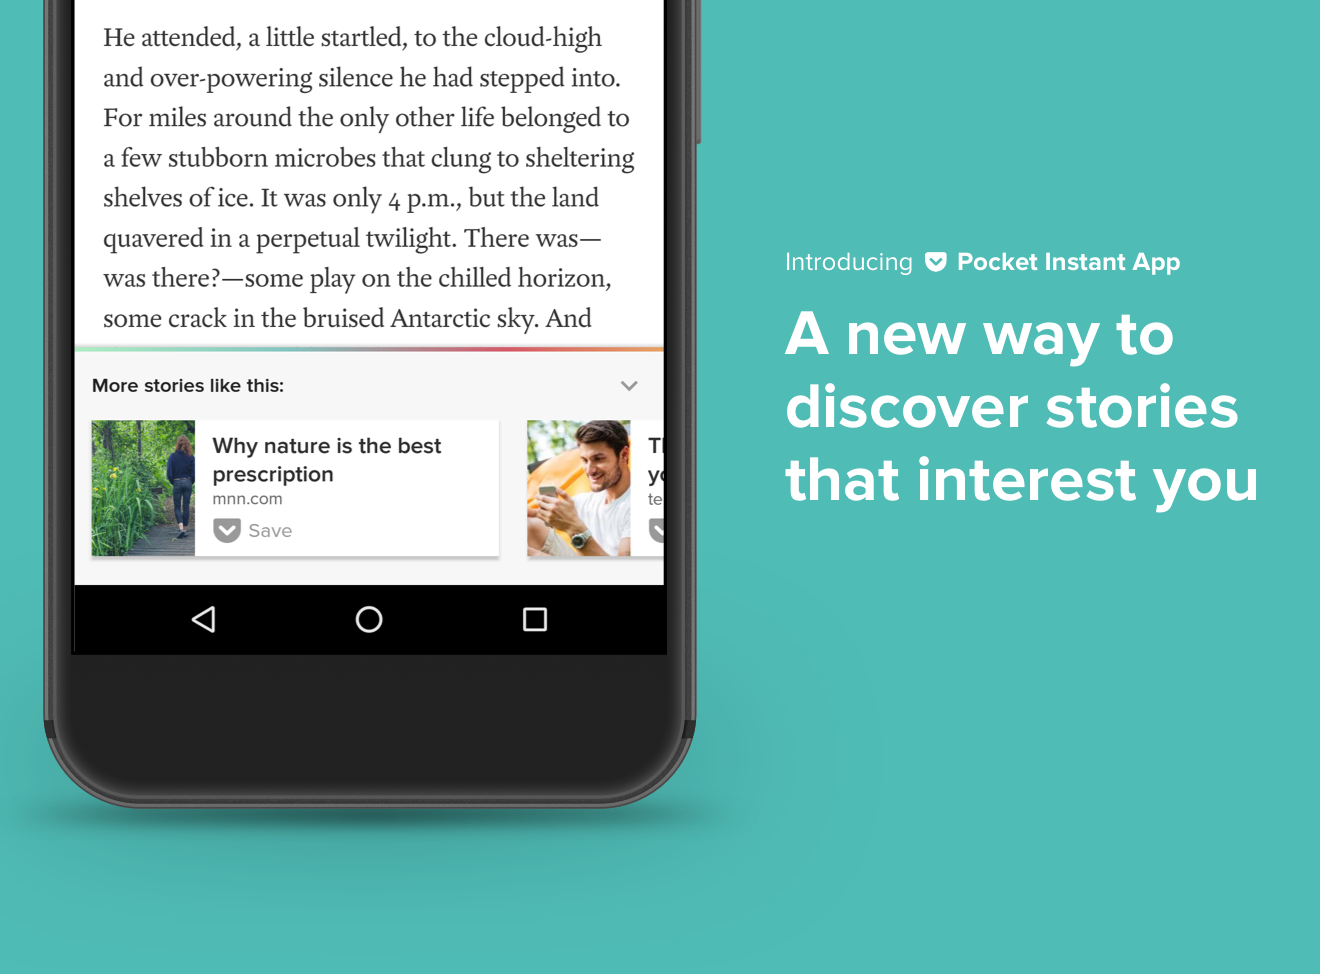 He attended, a little startled, to the cloud-high
and over-powering silence he had stepped into.
For miles around the only other life belonged to
a few stubborn microbes that clung to sheltering
shelves of ice. It was only 4 p.m., but the land
quavered in a perpetual twilight. There was—
was there?—some play on the chilled horizon,
some crack in the bruised Antarctic sky. And
More stories like this:
Why nature is the best
prescription
mnn.com
Save
Introducing Pocket Instant App
A new way to
discover stories
that interest you